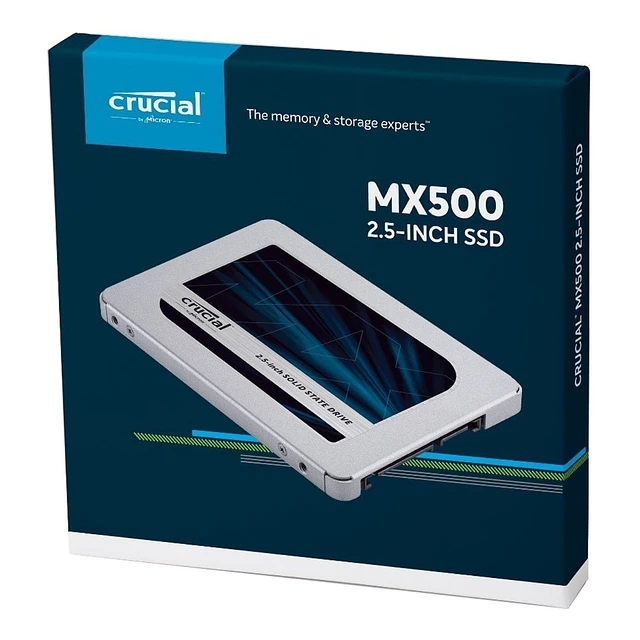 crucial
by Micron
The memory & storage experts™
MX500
2.5-INCH SSD
crucial
by Micron
2.5-inch SOLID STATE DRIVE
CRUCIAL® MX500 2.5-INCH SSD